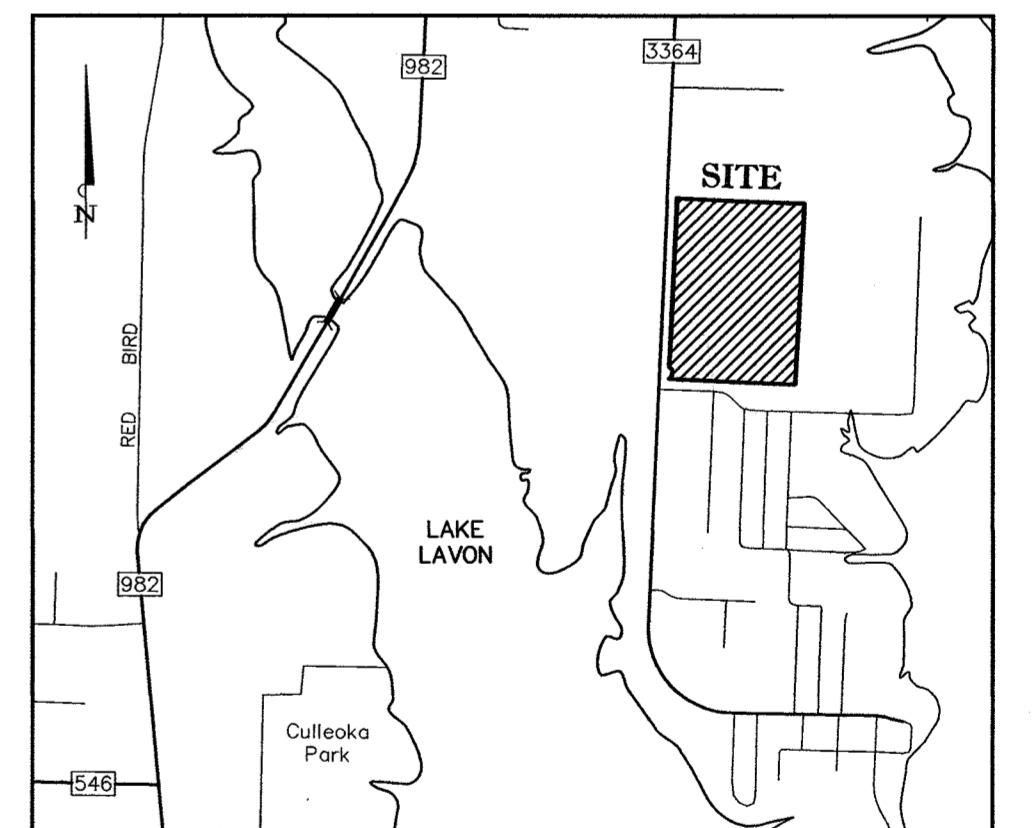 982
3364
SITE
N
RED BIRD
LAKE
LAVON
982
Culleoka
Park
546